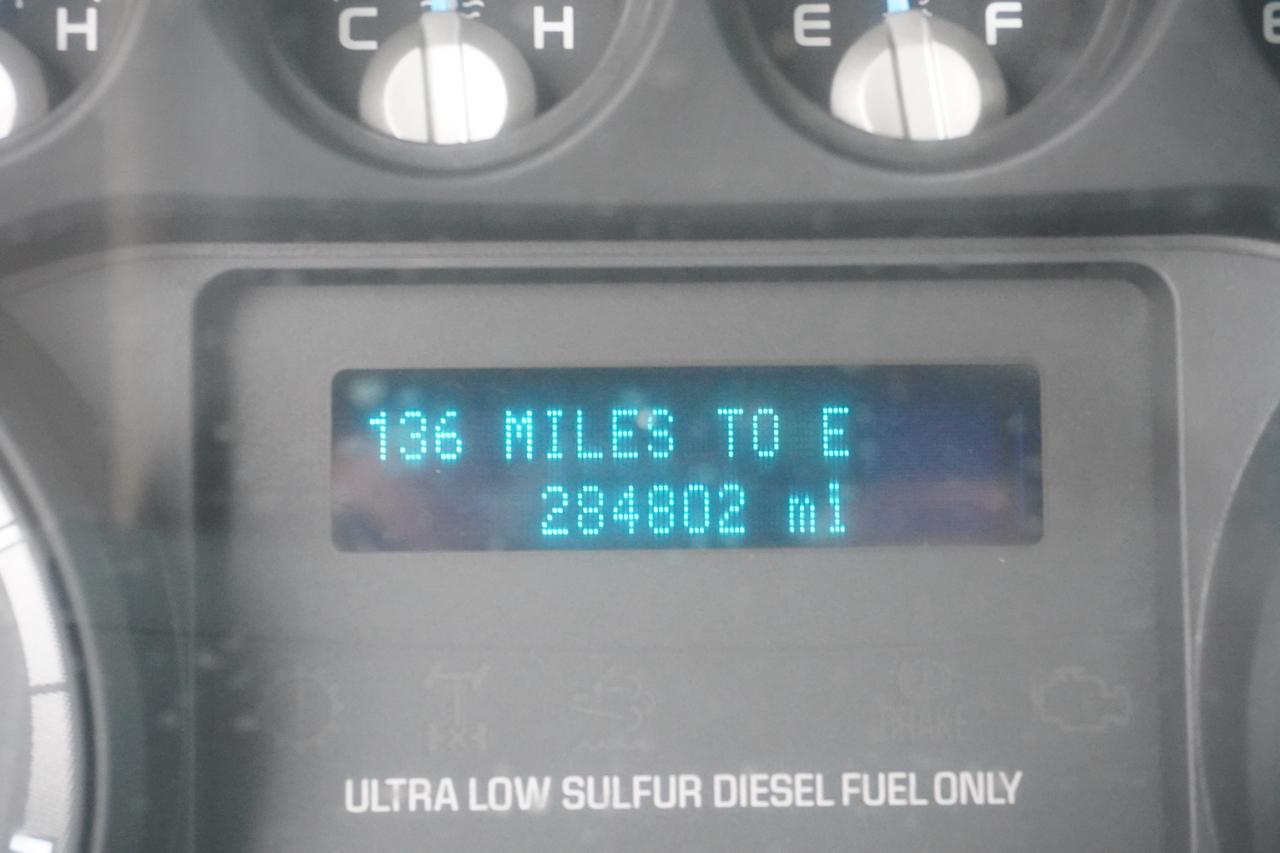 H C H E F E
136 MILES TO E
284802 mi
BRAKE
ULTRA LOW SULFUR DIESEL FUEL ONLY